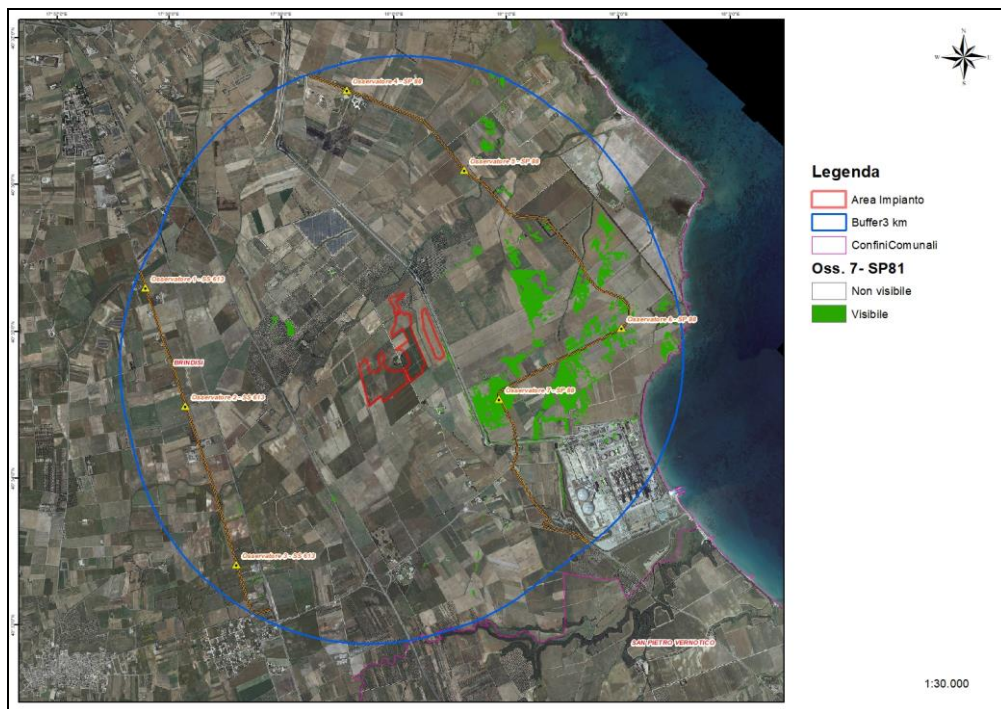 N
W
E
S
Osservatore 4 - SP 88
Osservatore 5 - SP 88
Osservatore 1 - SS 613
Osservatore 6 - SP 88
BRINDISI
Osservatore 7 - SP 88
Osservatore 2 - SS 613
Osservatore 3 - SS 613
SAN PIETRO VERNOTICO
Legenda
Area Impianto
Buffer3 km
ConfiniComunali
Oss. 7- SP81
Non visibile
Visibile
1:30.000